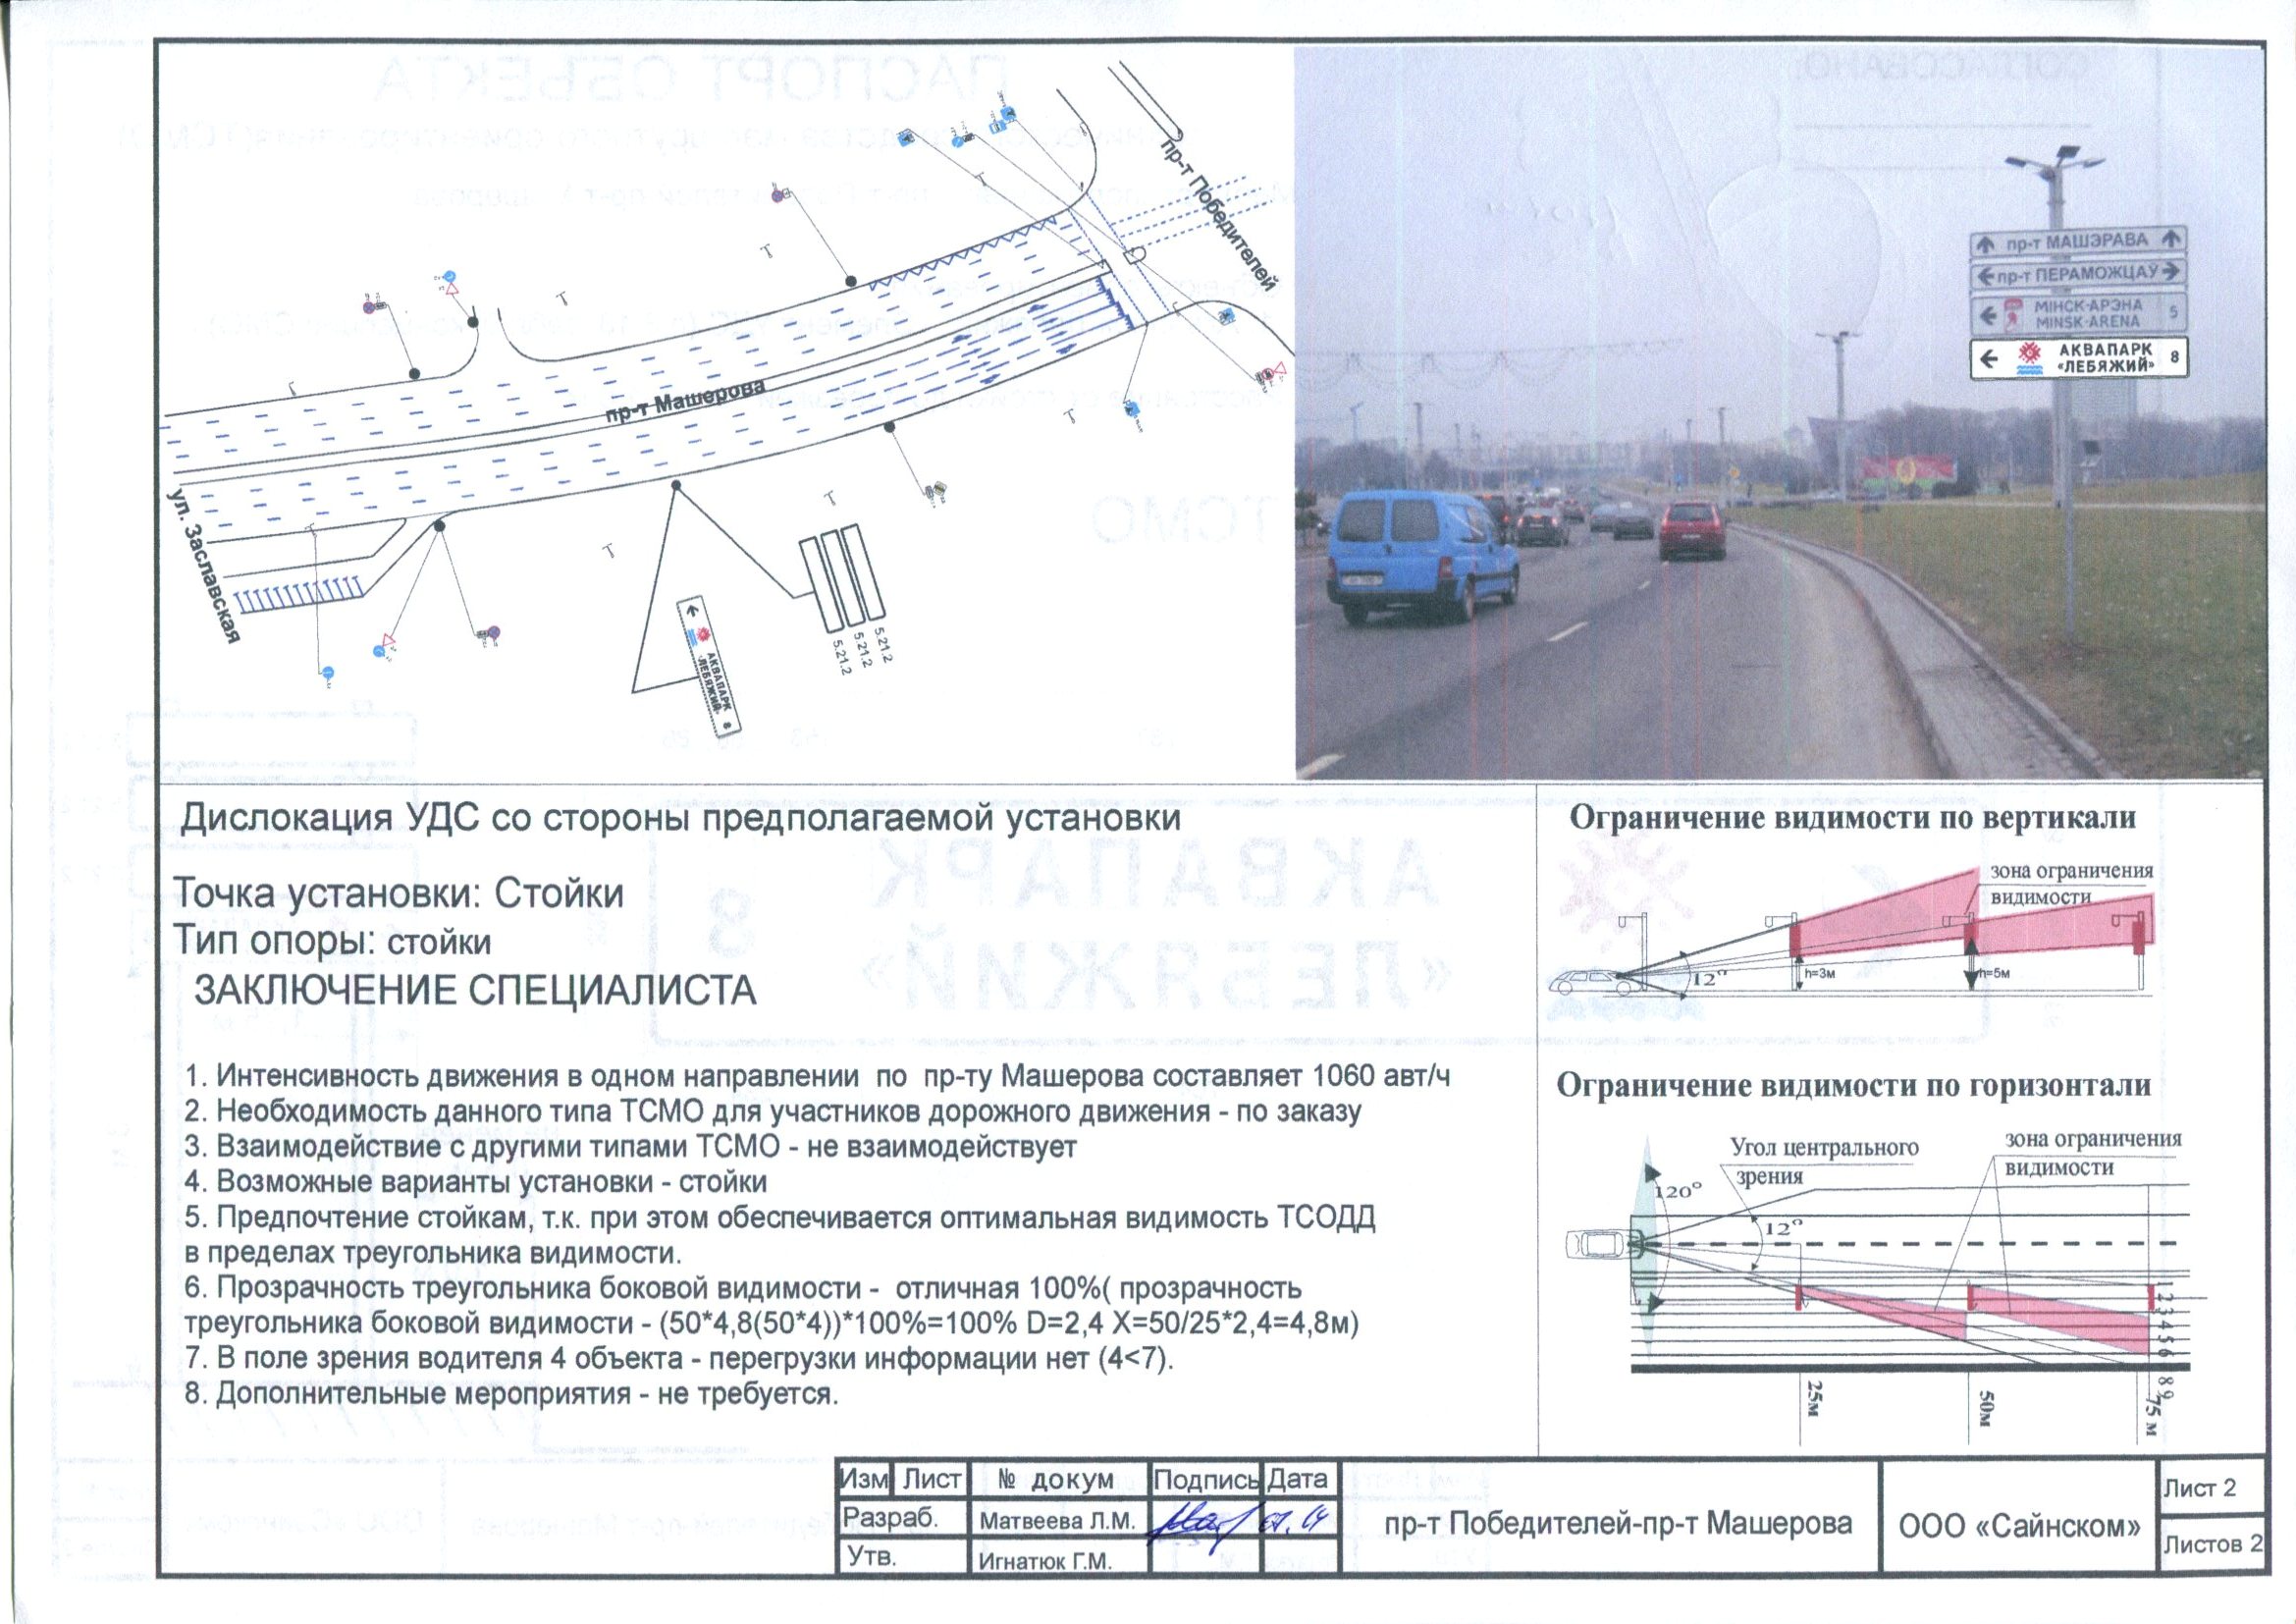 пр-т Победителей
пр-т Машерова
ул. Заславская
5.21.2
5.21.2
5.21.2
АКВАПАРК
«ЛЕБЯЖИЙ»
8
пр-т МАШЭРАВА
пр-т ПЕРАМОЖЦАЎ
МІНСК-АРЭНА
MINSK-ARENA
5
АКВАПАРК
«ЛЕБЯЖИЙ»
8
Дислокация УДС со стороны предполагаемой установки
Точка установки: Стойки
Тип опоры: стойки
ЗАКЛЮЧЕНИЕ СПЕЦИАЛИСТА
1. Интенсивность движения в одном направлении по пр-ту Машерова составляет 1060 авт/ч
2. Необходимость данного типа ТСМО для участников дорожного движения - по заказу
3. Взаимодействие с другими типами ТСМО - не взаимодействует
4. Возможные варианты установки - стойки
5. Предпочтение стойкам, т.к. при этом обеспечивается оптимальная видимость ТСОДД
в пределах треугольника видимости.
6. Прозрачность треугольника боковой видимости - отличная 100%( прозрачность
треугольника боковой видимости - (50*4,8(50*4))*100%=100% D=2,4 X=50/25*2,4=4,8м)
7. В поле зрения водителя 4 объекта - перегрузки информации нет (4<7).
8. Дополнительные мероприятия - не требуется.
Ограничение видимости по вертикали
зона ограничения
видимости
12°
h=3м
h=5м
Ограничение видимости по горизонтали
Угол центрального
зрения
зона ограничения
видимости
120°
12°
1 2 3 4 5 6 8 9
25м
50м
75 м
Изм Лист № докум Подпись Дата
Разраб. Матвеева Л.М.
Утв. Игнатюк Г.М.
пр-т Победителей-пр-т Машерова
ООО «Сайнском»
Лист 2
Листов 2